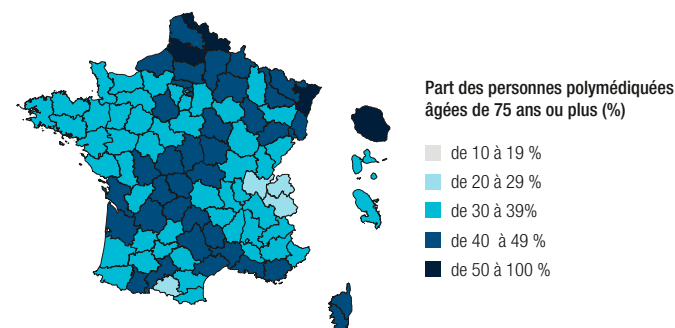 Part des personnes polymédiquées
âgées de 75 ans ou plus (%)
de 10 à 19 %
de 20 à 29 %
de 30 à 39%
de 40 à 49 %
de 50 à 100 %